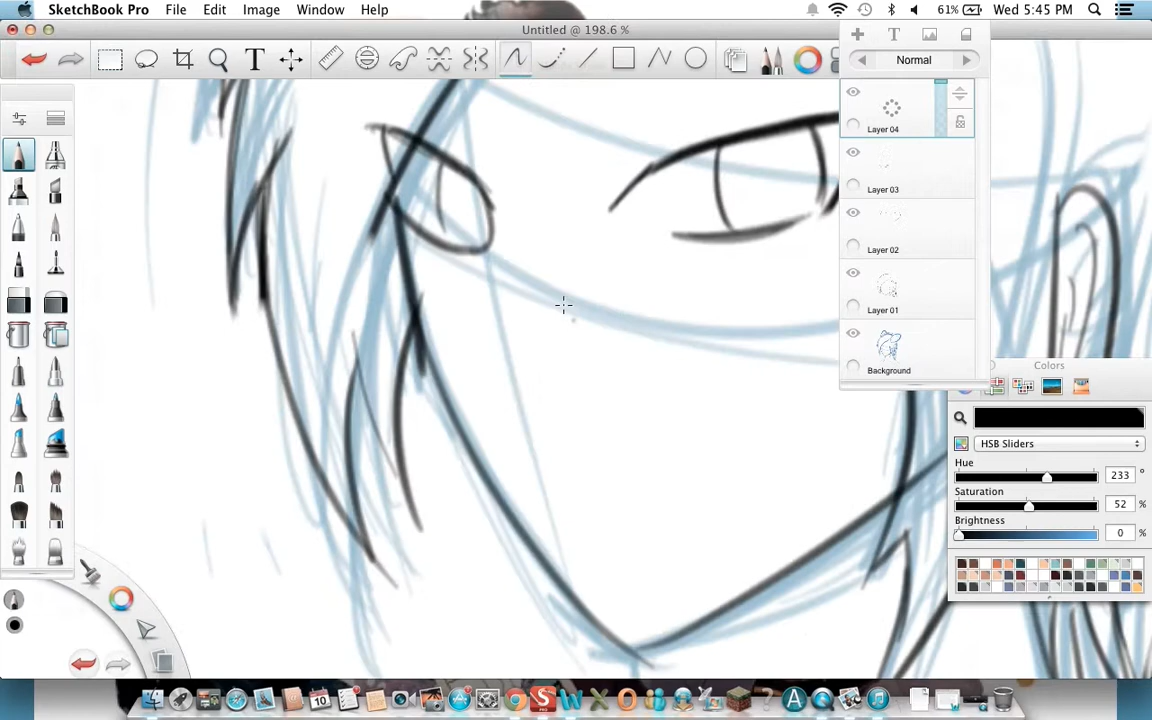 SketchBook Pro File Edit Image Window Help 61% Wed 5:45 PM
Untitled @ 198.6 %
T
T
Normal
Layer 04
Layer 03
Layer 02
Layer 01
Background
Colors
HSB Sliders
Hue
233 °
Saturation
52 %
Brightness
0 %
10